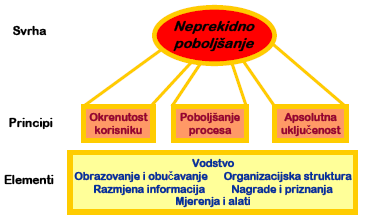 Svrha
Neprekidno
poboljšanje
Principi
Okrenutost
korisniku
Poboljšanje
procesa
Apsolutna
uključenost
Elementi
Vodstvo
Obrazovanje i obučavanje Organizacijska struktura
Razmjena informacija Nagrade i priznanja
Mjerenja i alati